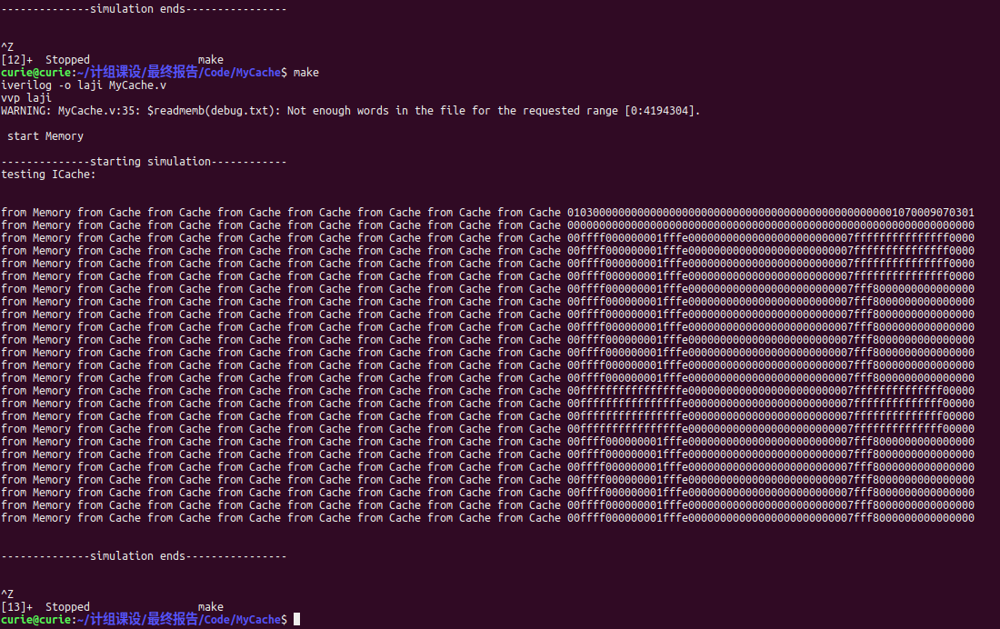 --------------simulation ends----------------
^Z
[12]+  Stopped                 make
curie@curie:~/计组课设/最终报告/Code/MyCache$ make
iverilog -o laji MyCache.v
vvp laji
WARNING: MyCache.v:35: $readmemb(debug.txt): Not enough words in the file for the requested range [0:4194304].
 start Memory
--------------starting simulation------------
testing ICache:
from Memory from Cache from Cache from Cache from Cache from Cache from Cache from Cache 0103000000000000000000000000000000000000000000000001070009070301
from Memory from Cache from Cache from Cache from Cache from Cache from Cache from Cache 0000000000000000000000000000000000000000000000000000000000000000
from Memory from Cache from Cache from Cache from Cache from Cache from Cache from Cache 00ffff000000001fffe00000000000000000000000007fffffffffffffff0000
from Memory from Cache from Cache from Cache from Cache from Cache from Cache from Cache 00ffff000000001fffe00000000000000000000000007fffffffffffffff0000
from Memory from Cache from Cache from Cache from Cache from Cache from Cache from Cache 00ffff000000001fffe00000000000000000000000007fffffffffffffff0000
from Memory from Cache from Cache from Cache from Cache from Cache from Cache from Cache 00ffff000000001fffe00000000000000000000000007fffffffffffffff0000
from Memory from Cache from Cache from Cache from Cache from Cache from Cache from Cache 00ffff000000001fffe00000000000000000000000007fff8000000000000000
from Memory from Cache from Cache from Cache from Cache from Cache from Cache from Cache 00ffff000000001fffe00000000000000000000000007fff8000000000000000
from Memory from Cache from Cache from Cache from Cache from Cache from Cache from Cache 00ffff000000001fffe00000000000000000000000007fff8000000000000000
from Memory from Cache from Cache from Cache from Cache from Cache from Cache from Cache 00ffff000000001fffe00000000000000000000000007fff8000000000000000
from Memory from Cache from Cache from Cache from Cache from Cache from Cache from Cache 00ffff000000001fffe00000000000000000000000007fff8000000000000000
from Memory from Cache from Cache from Cache from Cache from Cache from Cache from Cache 00ffff000000001fffe00000000000000000000000007fff8000000000000000
from Memory from Cache from Cache from Cache from Cache from Cache from Cache from Cache 00ffff000000001fffe00000000000000000000000007fff8000000000000000
from Memory from Cache from Cache from Cache from Cache from Cache from Cache from Cache 00ffff000000001fffe00000000000000000000000007fff8000000000000000
from Memory from Cache from Cache from Cache from Cache from Cache from Cache from Cache 00ffffffffffffffffe00000000000000000000000007ffffffffffffff00000
from Memory from Cache from Cache from Cache from Cache from Cache from Cache from Cache 00ffffffffffffffffe00000000000000000000000007ffffffffffffff00000
from Memory from Cache from Cache from Cache from Cache from Cache from Cache from Cache 00ffffffffffffffffe00000000000000000000000007ffffffffffffff00000
from Memory from Cache from Cache from Cache from Cache from Cache from Cache from Cache 00ffffffffffffffffe00000000000000000000000007ffffffffffffff00000
from Memory from Cache from Cache from Cache from Cache from Cache from Cache from Cache 00ffff000000001fffe00000000000000000000000007fff8000000000000000
from Memory from Cache from Cache from Cache from Cache from Cache from Cache from Cache 00ffff000000001fffe00000000000000000000000007fff8000000000000000
from Memory from Cache from Cache from Cache from Cache from Cache from Cache from Cache 00ffff000000001fffe00000000000000000000000007fff8000000000000000
from Memory from Cache from Cache from Cache from Cache from Cache from Cache from Cache 00ffff000000001fffe00000000000000000000000007fff8000000000000000
from Memory from Cache from Cache from Cache from Cache from Cache from Cache from Cache 00ffff000000001fffe00000000000000000000000007fff8000000000000000
from Memory from Cache from Cache from Cache from Cache from Cache from Cache from Cache 00ffff000000001fffe00000000000000000000000007fff8000000000000000
from Memory from Cache from Cache from Cache from Cache from Cache from Cache from Cache 00ffff000000001fffe00000000000000000000000007fff8000000000000000
--------------simulation ends----------------
^Z
[13]+  Stopped                 make
curie@curie:~/计组课设/最终报告/Code/MyCache$